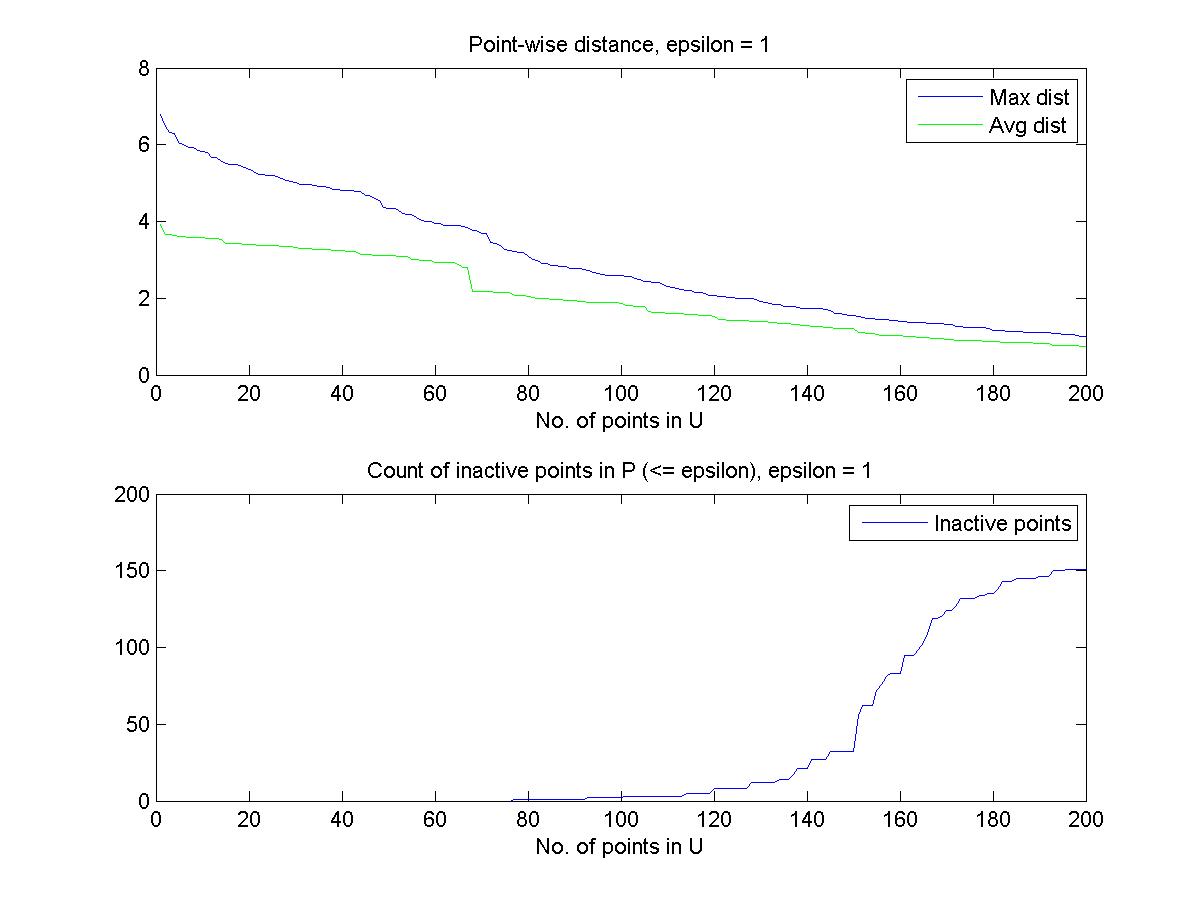 Point-wise distance, epsilon = 1
8
6
4
2
0
Max dist
Avg dist
0 20 40 60 80 100 120 140 160 180 200
No. of points in U
Count of inactive points in P (<= epsilon), epsilon = 1
200
150
100
50
0
Inactive points
0 20 40 60 80 100 120 140 160 180 200
No. of points in U